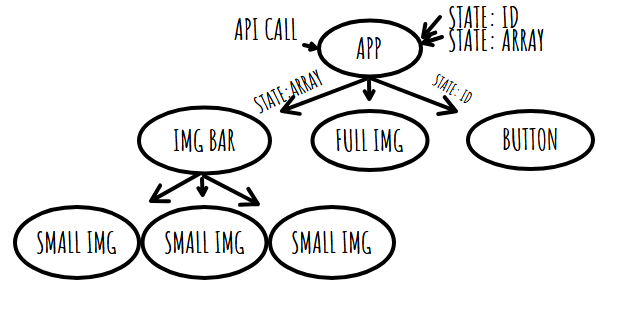 API CALL
STATE: ID
STATE: ARRAY
APP
STATE:ARRAY
STATE: ID
IMG BAR
FULL IMG
BUTTON
SMALL IMG
SMALL IMG
SMALL IMG